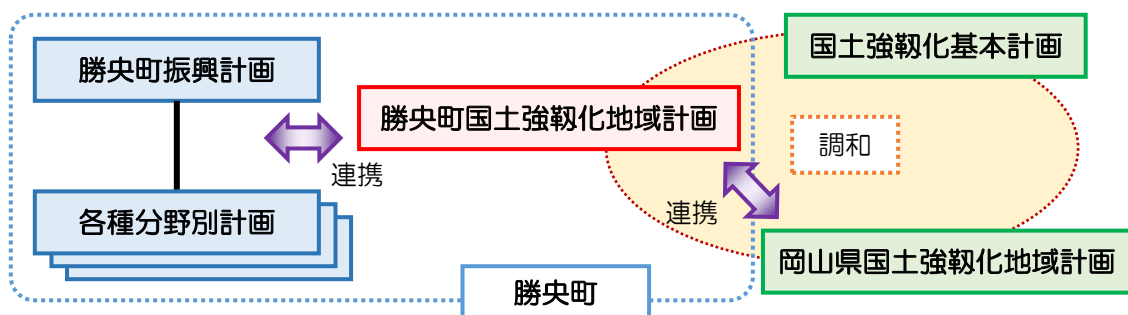 勝央町振興計画
国土強靱化基本計画
勝央町国土強靱化地域計画
調和
連携
各種分野別計画
連携
岡山県国土強靱化地域計画
勝央町